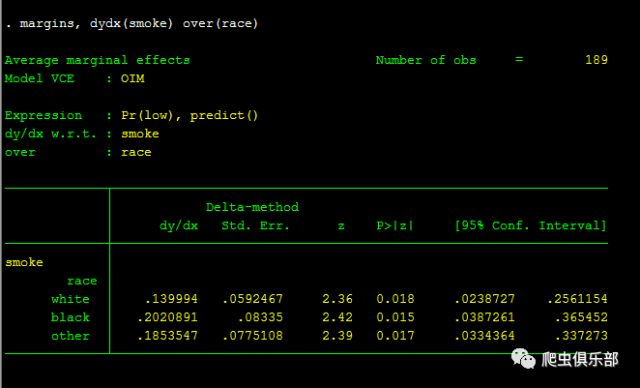 . margins, dydx(smoke) over(race)
Average marginal effects Number of obs = 189
Model VCE : OIM
Expression : Pr(low), predict()
dy/dx w.r.t. : smoke
over : race
Delta-method
dy/dx Std. Err. z P>|z| [95% Conf. Interval]
smoke
race
white .139994 .0592467 2.36 0.018 .0238727 .2561154
black .2020891 .08335 2.42 0.015 .0387261 .365452
other .1853547 .0775108 2.39 0.017 .0334364 .337273
爬虫俱乐部